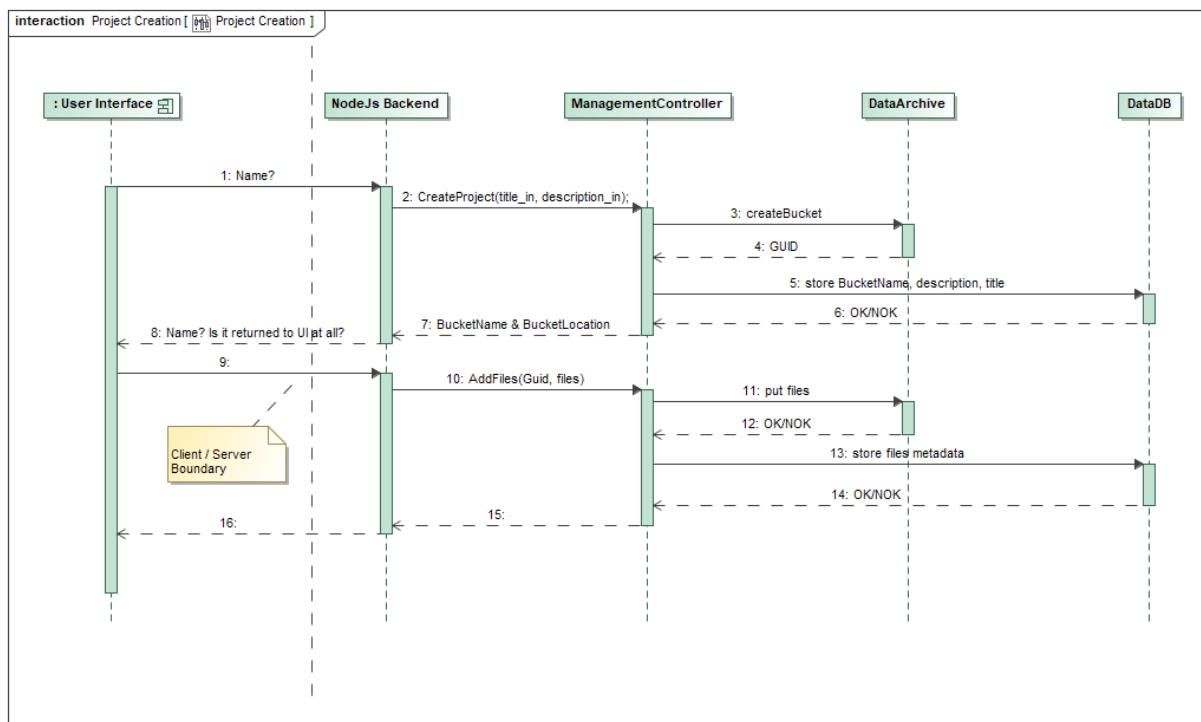 interaction Project Creation [ Project Creation ]
: User Interface
NodeJs Backend
ManagementController
DataArchive
DataDB
1: Name?
2: CreateProject(title_in, description_in);
3: createBucket
4: GUID
5: store BucketName, description, title
6: OK/NOK
7: BucketName & BucketLocation
8: Name? Is it returned to UI at all?
9:
10: AddFiles(Guid, files)
11: put files
12: OK/NOK
Client / Server
Boundary
13: store files metadata
14: OK/NOK
15:
16: